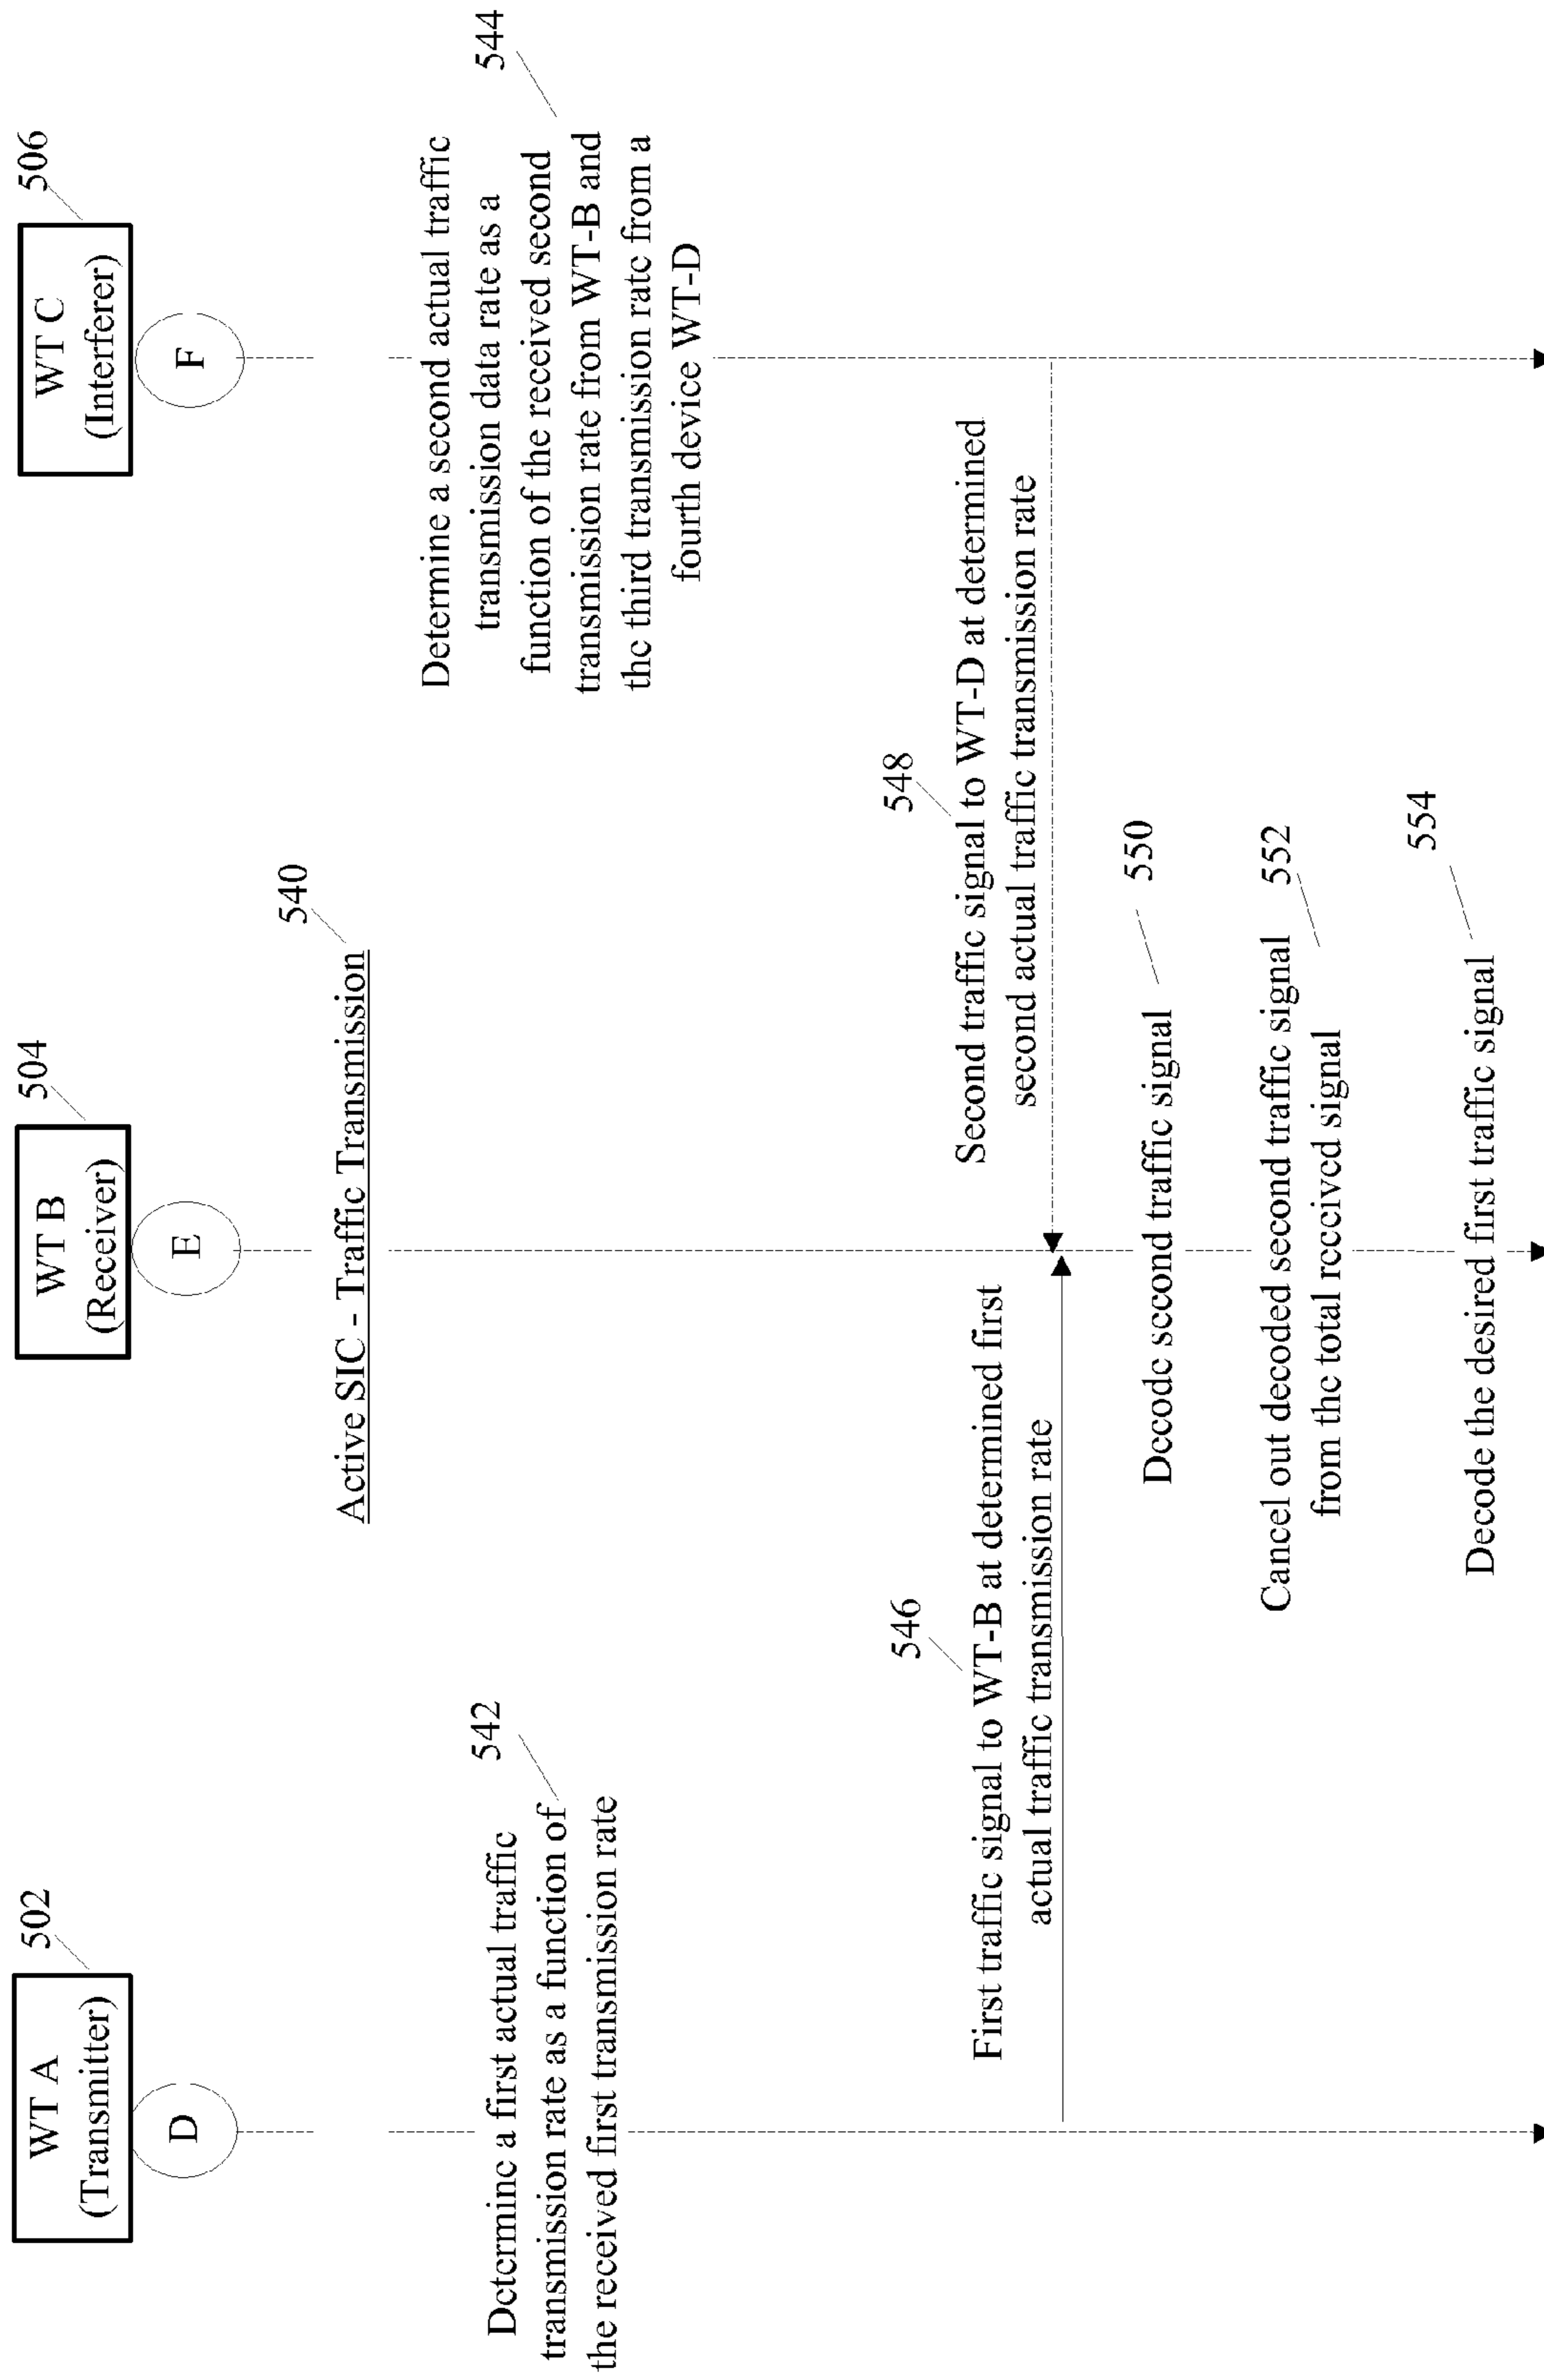 WT A
(Transmitter)
502
WT B
(Receiver)
504
WT C
(Interferer)
506
D
E
F
Active SIC - Traffic Transmission
540
Determine a first actual traffic
transmission rate as a function of
the received first transmission rate
542
Determine a second actual traffic
transmission data rate as a
function of the received second
transmission rate from WT-B and
the third transmission rate from a
fourth device WT-D
544
546
First traffic signal to WT-B at determined first
actual traffic transmission rate
548
Second traffic signal to WT-D at determined
second actual traffic transmission rate
Decode second traffic signal
550
Cancel out decoded second traffic signal
from the total received signal
552
Decode the desired first traffic signal
554